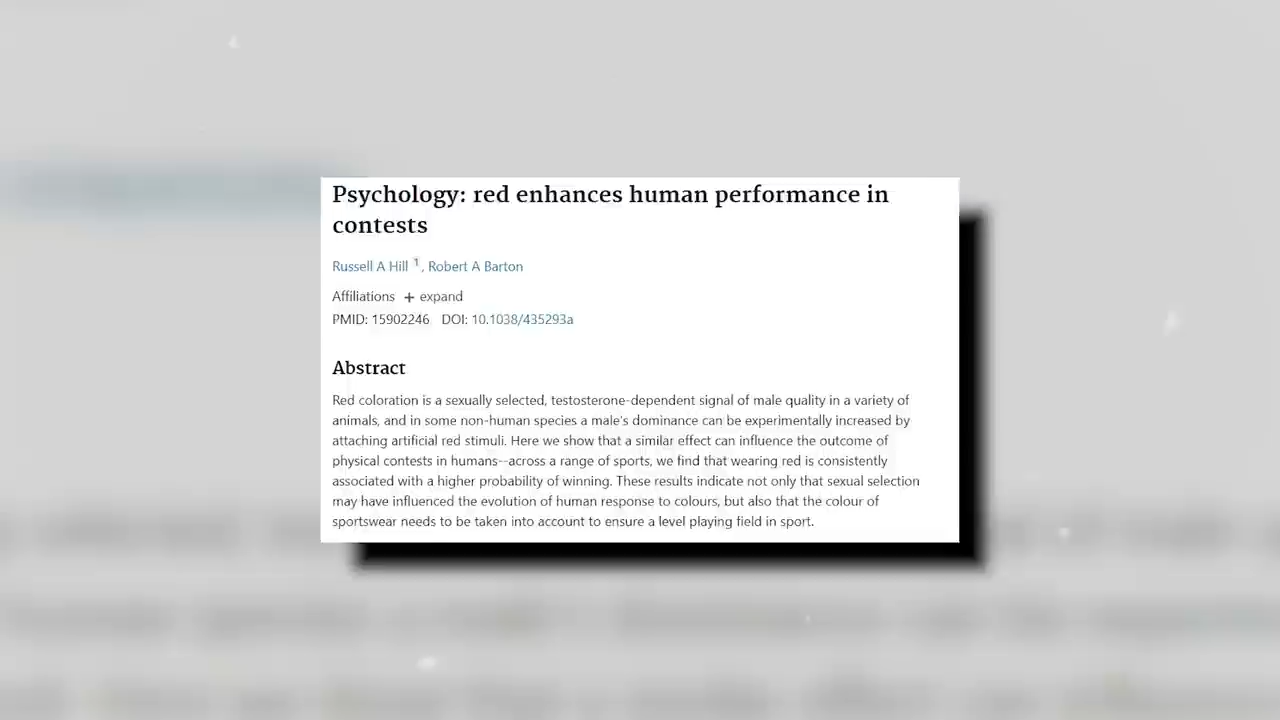 Psychology: red enhances human performance in
contests
Russell A Hill 1, Robert A Barton
Affiliations + expand
PMID: 15902246 DOI: 10.1038/435293a
Abstract
Red coloration is a sexually selected, testosterone-dependent signal of male quality in a variety of
animals, and in some non-human species a male's dominance can be experimentally increased by
attaching artificial red stimuli. Here we show that a similar effect can influence the outcome of
physical contests in humans--across a range of sports, we find that wearing red is consistently
associated with a higher probability of winning. These results indicate not only that sexual selection
may have influenced the evolution of human response to colours, but also that the colour of
sportswear needs to be taken into account to ensure a level playing field in sport.